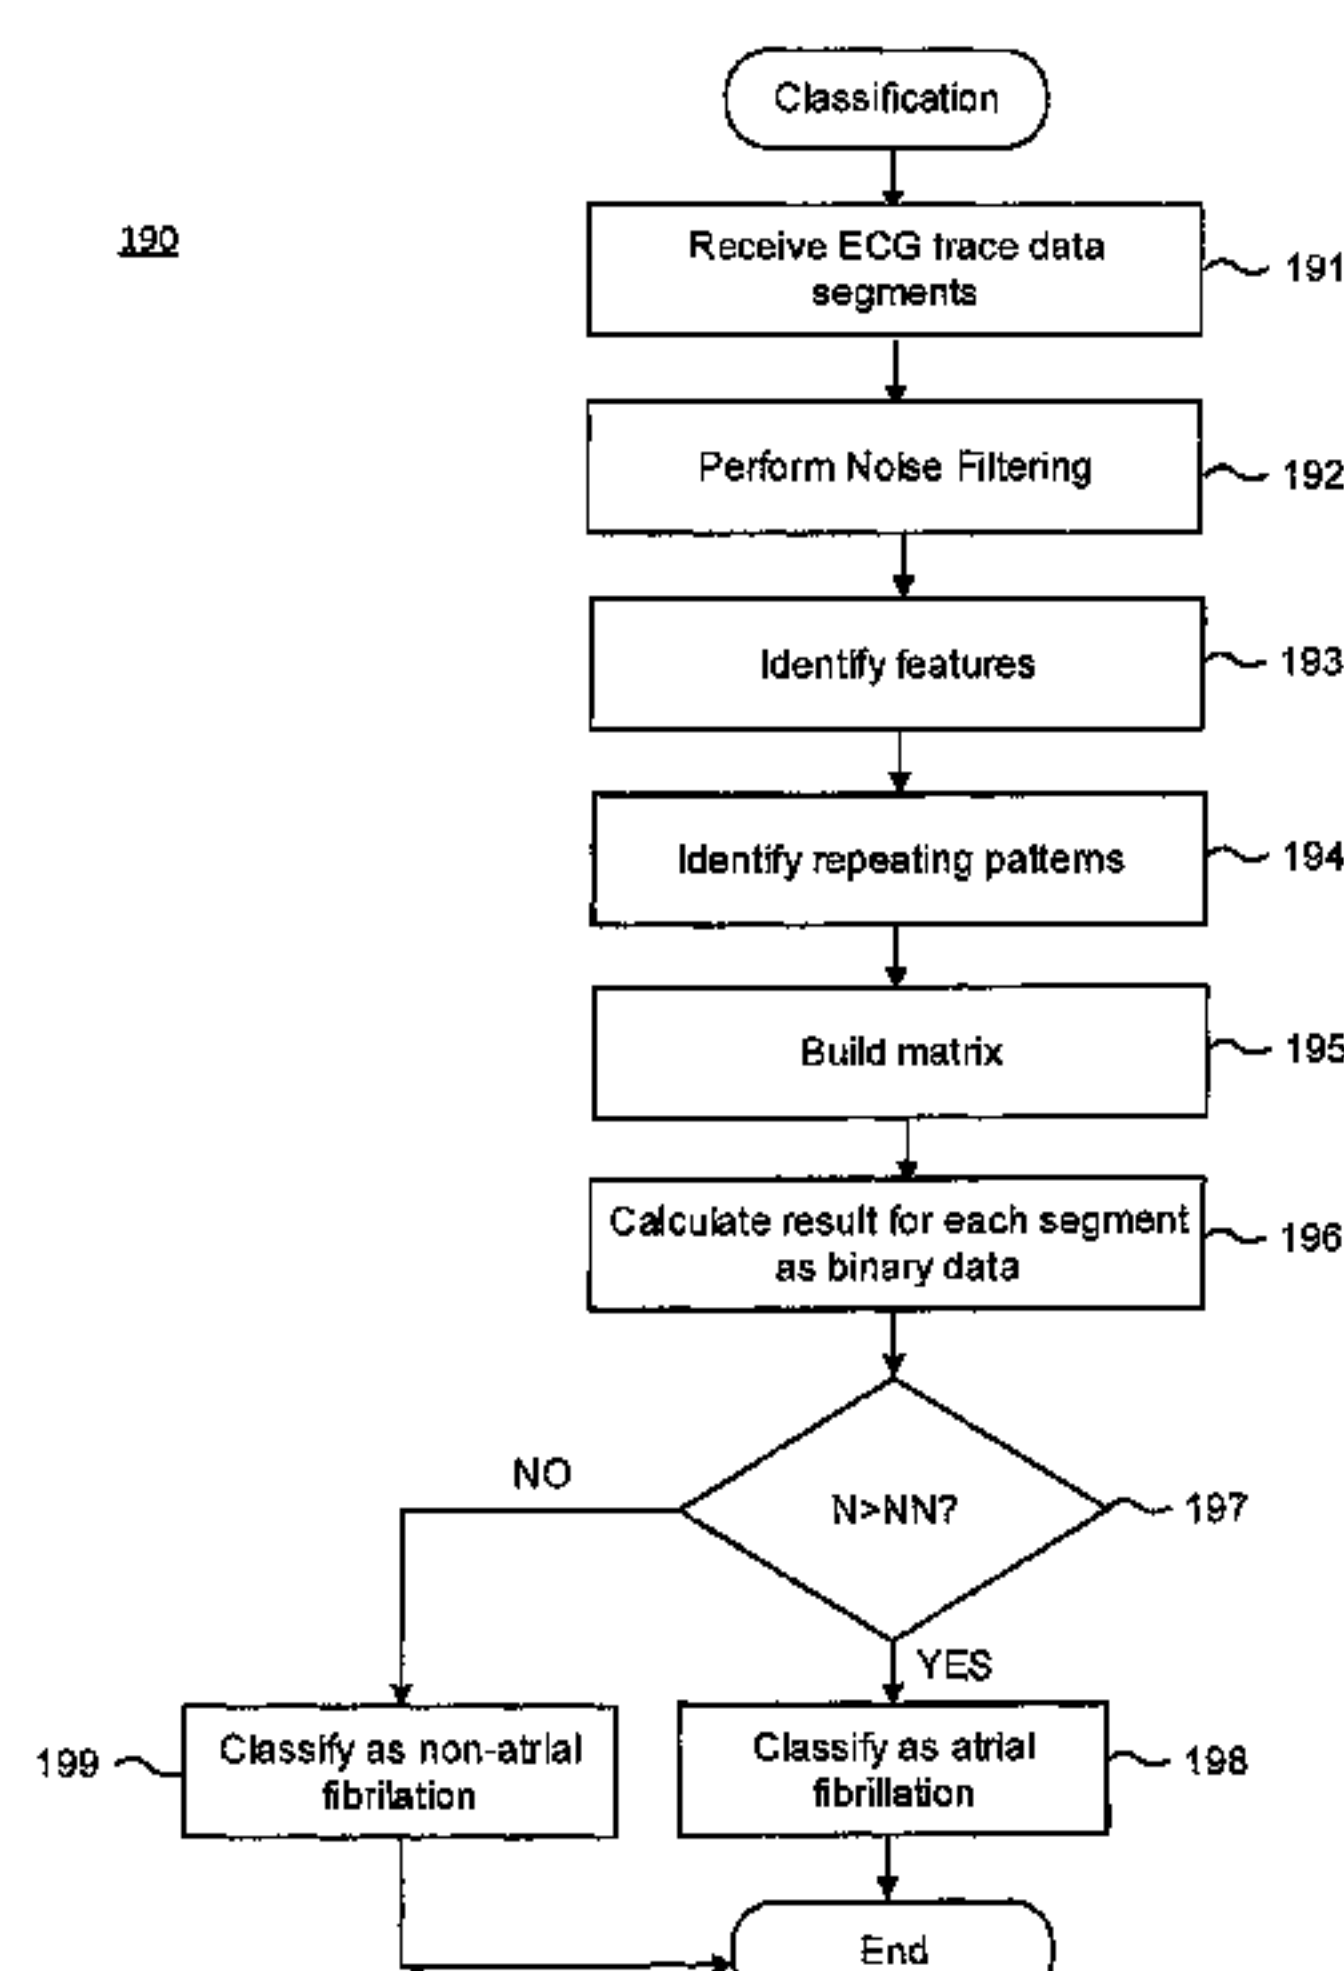 Classification
190
Receive ECG trace data
segments
191
Perform Noise Filtering
192
Identify features
193
Identify repeating patterns
194
Build matrix
195
Calculate result for each segment
as binary data
196
NO
N>NN?
197
YES
199
Classify as non-atrial
fibrilation
Classify as atrial
fibrillation
198
End